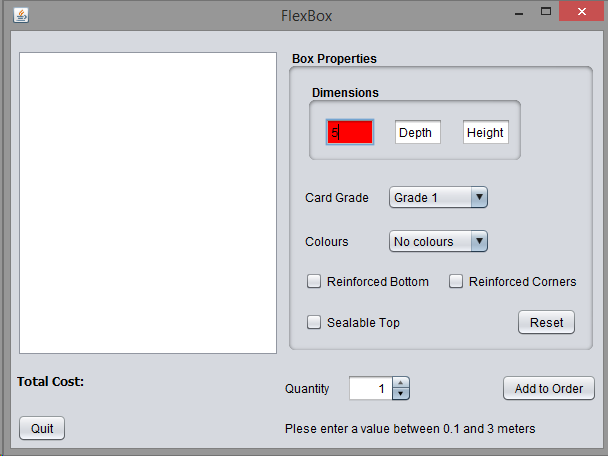 FlexBox
Box Properties
Dimensions
5 Depth Height
Card Grade Grade 1
Colours No colours
Reinforced Bottom Reinforced Corners
Sealable Top Reset
Total Cost: Quantity 1 Add to Order
Quit Plese enter a value between 0.1 and 3 meters